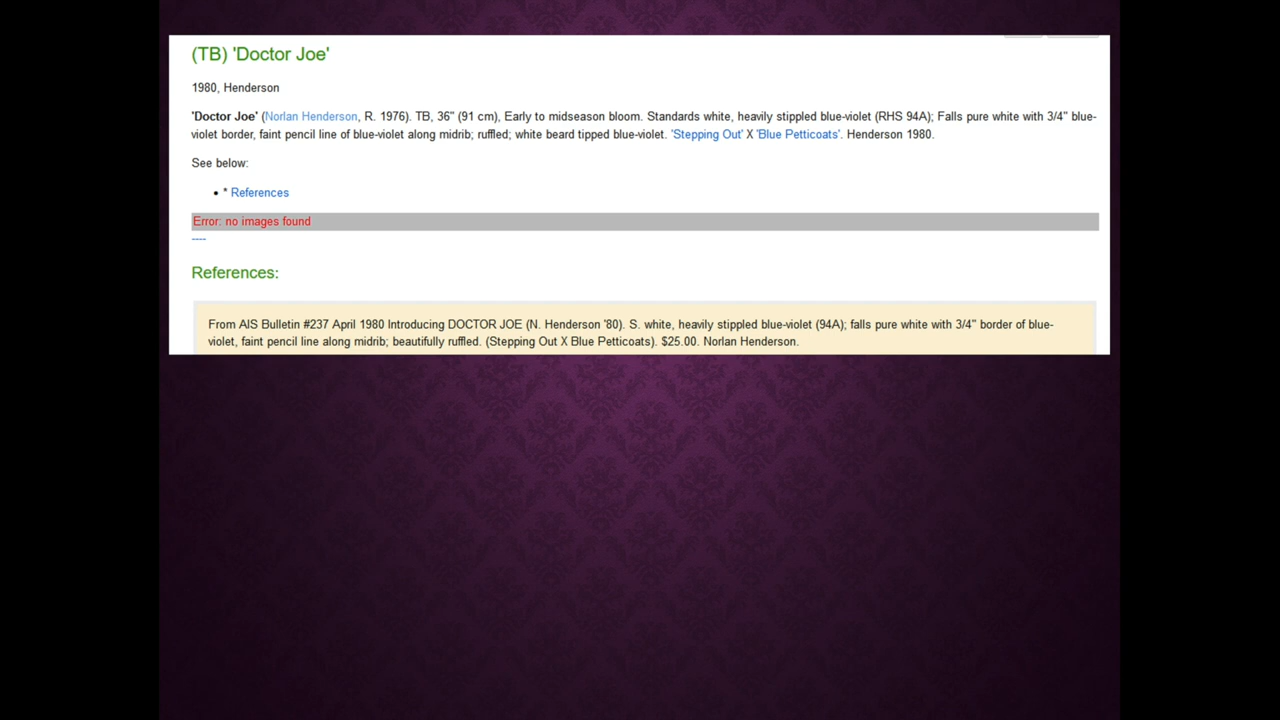 (TB) 'Doctor Joe'
1980, Henderson
'Doctor Joe' (Norlan Henderson, R. 1976). TB, 36" (91 cm), Early to midseason bloom. Standards white, heavily stippled blue-violet (RHS 94A); Falls pure white with 3/4" blue-
violet border, faint pencil line of blue-violet along midrib; ruffled; white beard tipped blue-violet. 'Stepping Out' X 'Blue Petticoats'. Henderson 1980.
See below:
• * References
Error: no images found
----
References:
From AIS Bulletin #237 April 1980 Introducing DOCTOR JOE (N. Henderson '80). S. white, heavily stippled blue-violet (94A); falls pure white with 3/4" border of blue-
violet, faint pencil line along midrib; beautifully ruffled. (Stepping Out X Blue Petticoats). $25.00. Norlan Henderson.